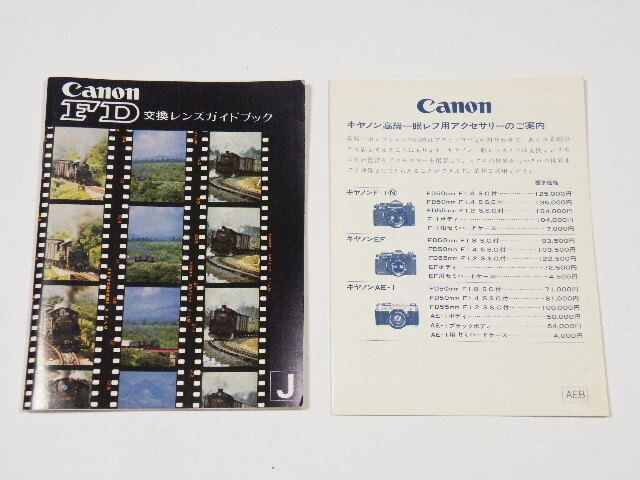 Canon
FD 交換レンズガイドブック
J
Canon
キヤノン高級一眼レフ用アクセサリーのご案内
標準価格
キヤノンF-1Ⓝ
FD50mm F1.8 S.C.付 125,000円
FD50mm F1.4 S.S.C.付 135,000円
FD55mm F1.2 S.S.C.付 154,000円
F-1ボディ 104,000円
F-1用セミハードケース 7,000円
キヤノンEF
FD50mm F1.8 S.C.付 93,500円
FD50mm F1.4 S.S.C.付 103,500円
FD55mm F1.2 S.S.C.付 122,500円
EFボディ 72,500円
EF用セミハードケース 4,500円
キヤノンAE-1
FD50mm F1.8 S.C.付 71,000円
FD50mm F1.4 S.S.C.付 81,000円
FD55mm F1.2 S.S.C.付 100,000円
AE-1ボディ 50,000円
AE-1ブラックボディ 54,000円
AE-1用セミハードケース 4,000円
AEB